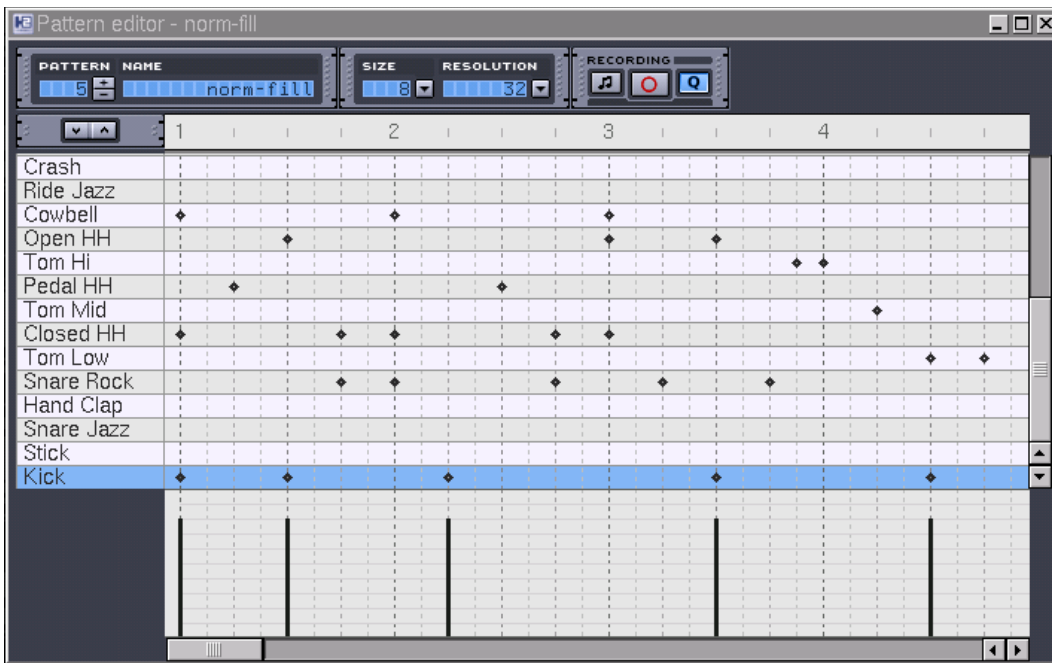 H2 Pattern editor - norm-fill
PATTERN NAME
5 norm-fill
SIZE RESOLUTION
8 32
RECORDING
Q
1 2 3 4
Crash
Ride Jazz
Cowbell
Open HH
Tom Hi
Pedal HH
Tom Mid
Closed HH
Tom Low
Snare Rock
Hand Clap
Snare Jazz
Stick
Kick